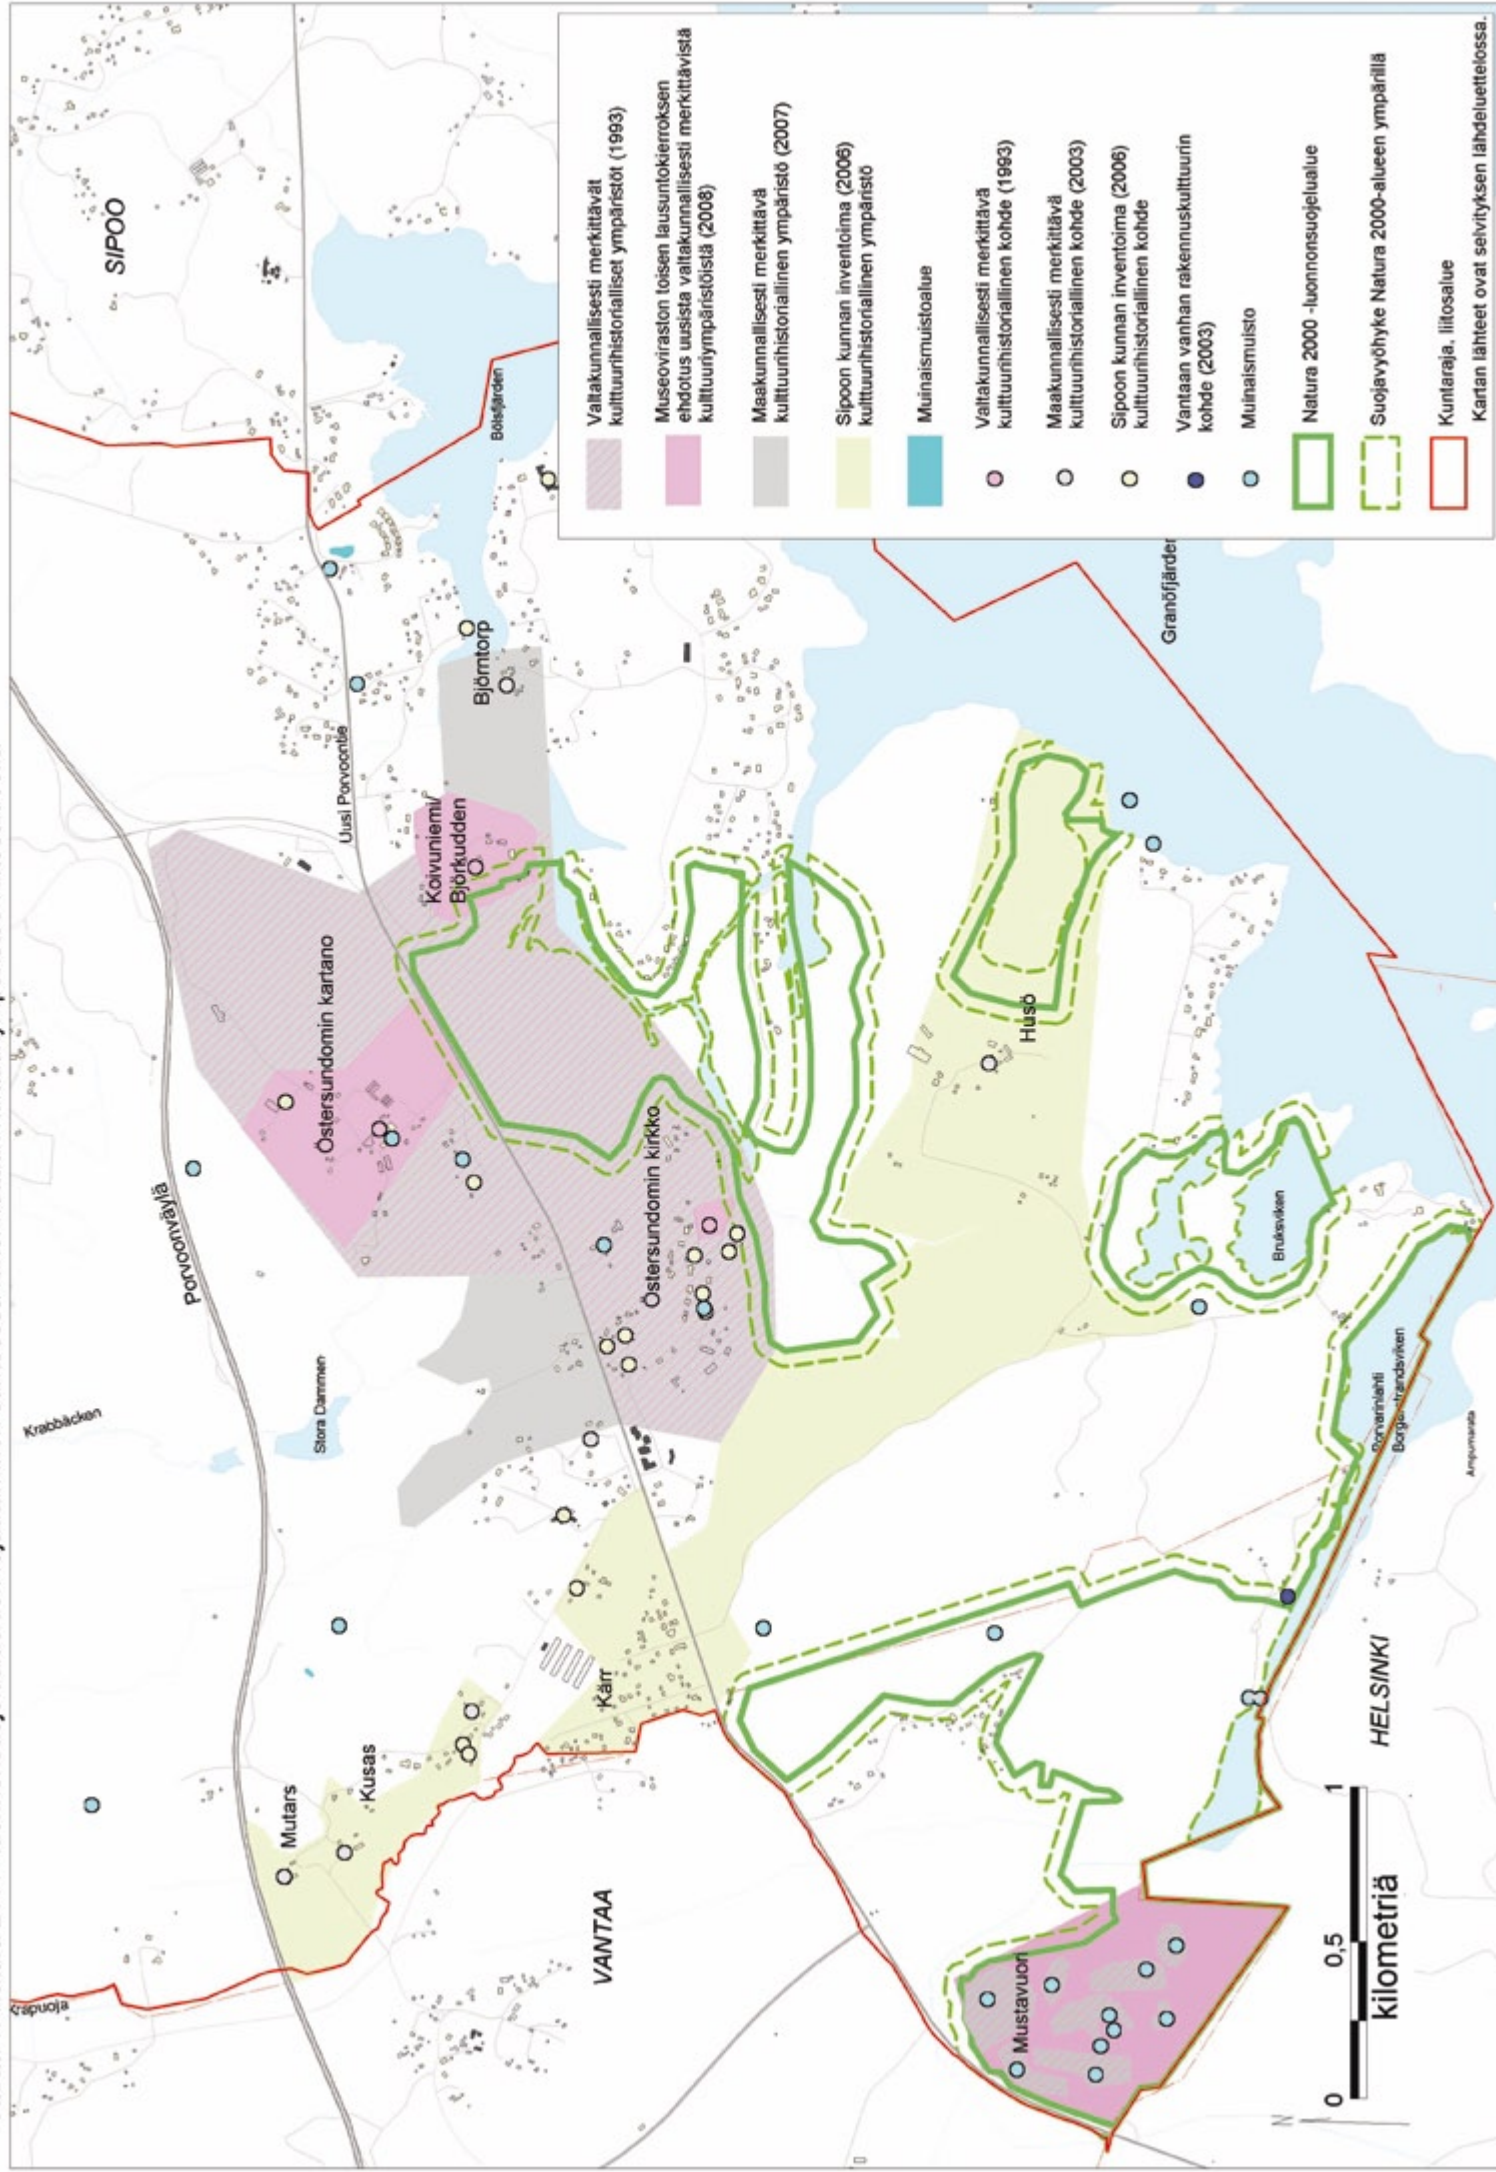 SIPOO
Bölsfjärden
Björntorp
Uusi Porvoontie
Koivuniemi/
Björkudden
Östersundomin kartano
Porvoonväylä
Östersundomin kirkko
Stora Dammen
Krabbäcken
Kärr
Kusas
Mutars
VANTAA
Krapuoja
Granöfjärden
Husö
Bruksviken
Porvarinlahti
Borgarstrandsviken
Ampumarata
HELSINKI
Mustavuori
N
0
0,5
1
kilometriä
Valtakunnallisesti merkittävät
kulttuurihistorialliset ympäristöt (1993)
Museoviraston toisen lausuntokierroksen
ehdotus uusista valtakunnallisesti merkittävistä
kulttuuriympäristöistä (2008)
Maakunnallisesti merkittävä
kulttuurihistoriallinen ympäristö (2007)
Sipoon kunnan inventoima (2006)
kulttuurihistoriallinen ympäristö
Muinaismuistoalue
Valtakunnallisesti merkittävä
kulttuurihistoriallinen kohde (1993)
Maakunnallisesti merkittävä
kulttuurihistoriallinen kohde (2003)
Sipoon kunnan inventoima (2006)
kulttuurihistoriallinen kohde
Vantaan vanhan rakennuskulttuurin
kohde (2003)
Muinaismuisto
Natura 2000 -luonnonsuojelualue
Suojavyöhyke Natura 2000-alueen ympärillä
Kuntaraja, liitosalue
Kartan lähteet ovat selvityksen lähdeluettelossa.